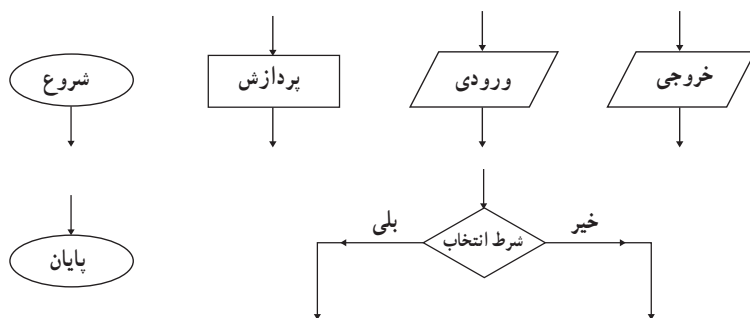 خروجی
ورودی
پردازش
شروع
خیر
بلی
شرط انتخاب
پایان